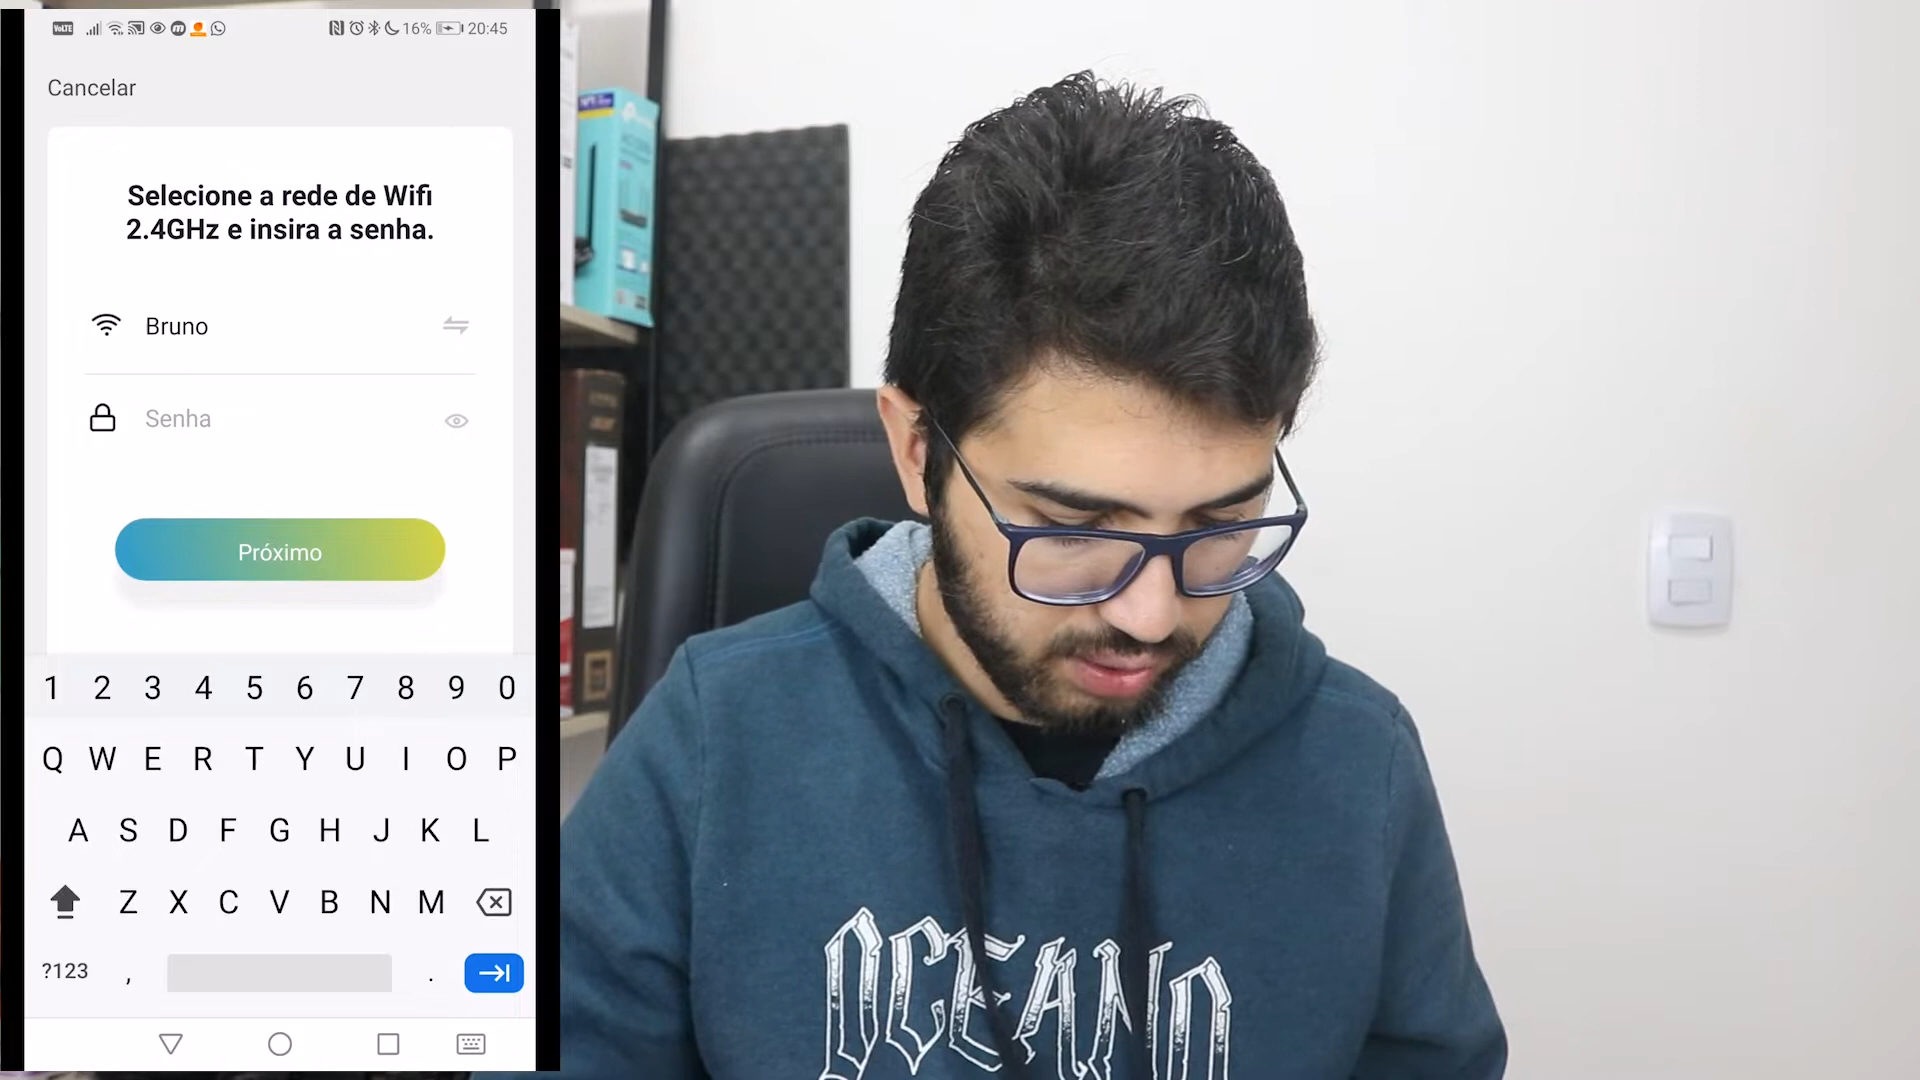 VoLTE
16%
20:45
Cancelar
Selecione a rede de Wifi
2.4GHz e insira a senha.
Bruno
Senha
Próximo
1 2 3 4 5 6 7 8 9 0
Q W E R T Y U I O P
A S D F G H J K L
Z X C V B N M
?123 , .
OCEANO